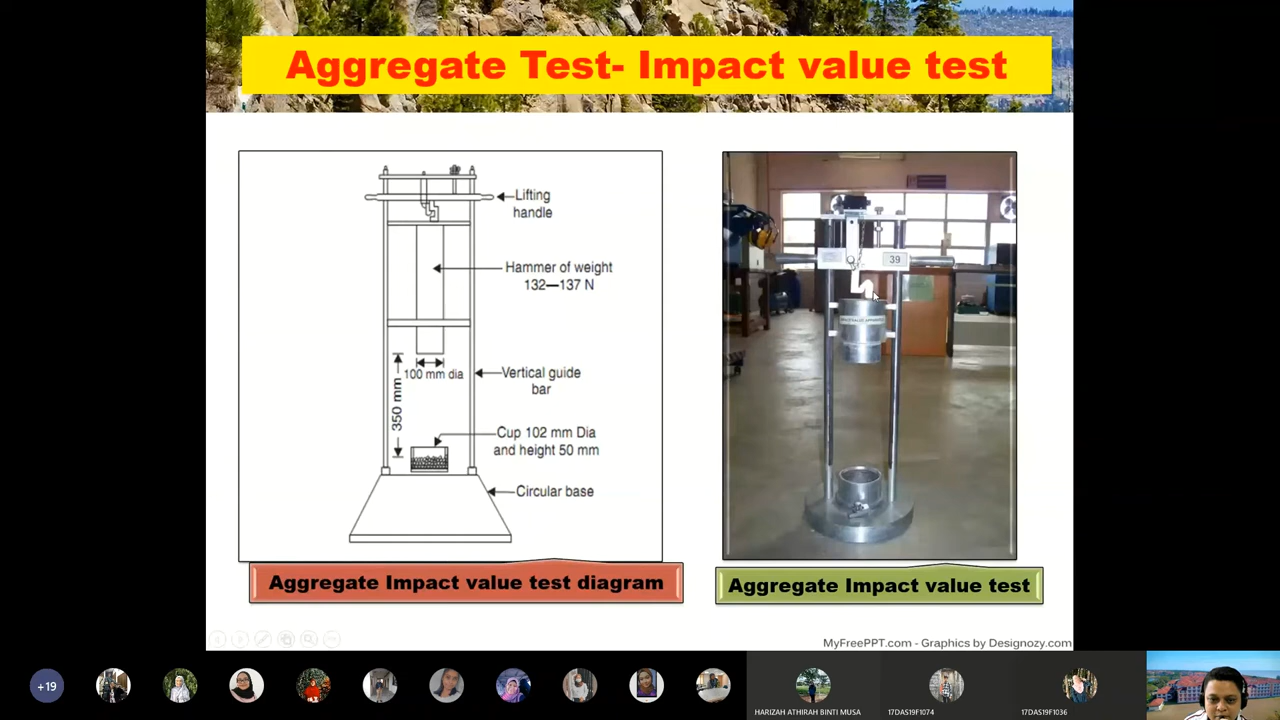 Aggregate Test- Impact value test
Lifting
handle
Hammer of weight
132—137 N
100 mm dia
350 mm
Vertical guide
bar
Cup 102 mm Dia
and height 50 mm
Circular base
39
Aggregate Impact value test diagram
Aggregate Impact value test
MyFreePPT.com - Graphics by Designozy.com
+19
HARIZAH ATHIRAH BINTI MUSA
17DAS19F1074
17DAS19F1036